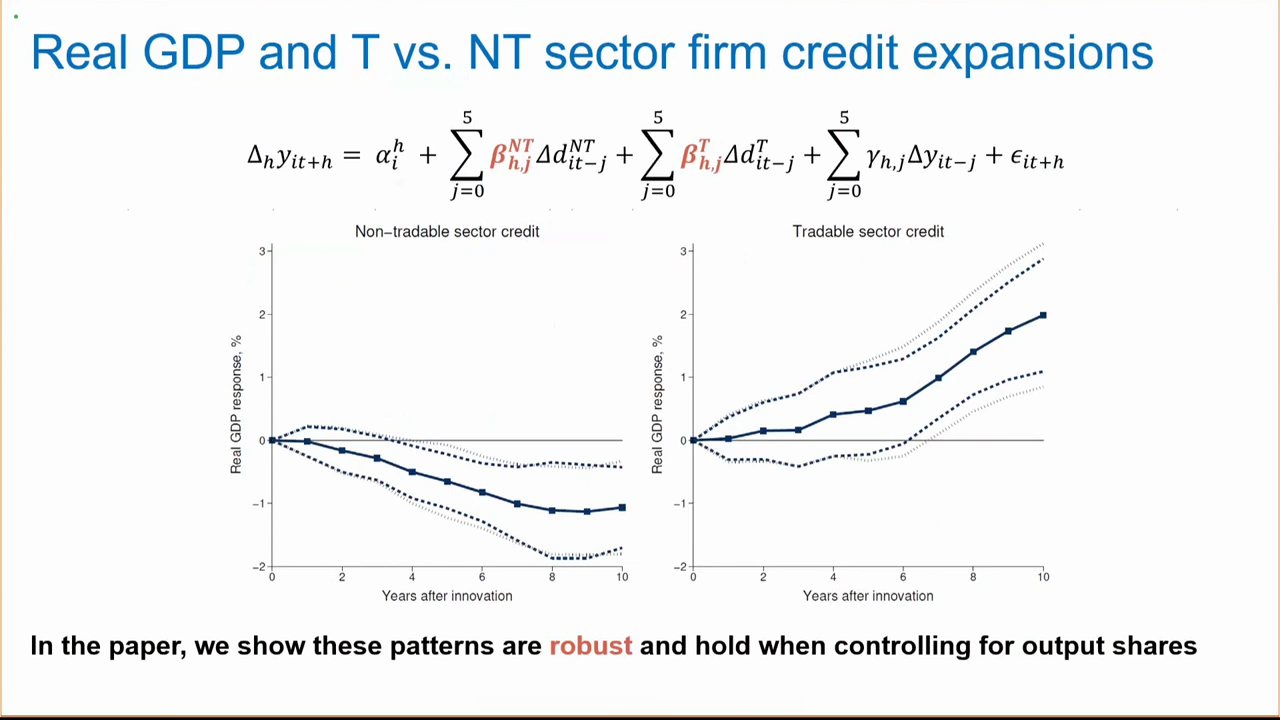 Real GDP and T vs. NT sector firm credit expansions
Δ_h y_{it+h} = α_i^h + ∑_{j=0}^{5} β_{h,j}^{NT} Δd_{it−j}^{NT} + ∑_{j=0}^{5} β_{h,j}^{T} Δd_{it−j}^{T} + ∑_{j=0}^{5} γ_{h,j} Δy_{it−j} + ϵ_{it+h}
Non−tradable sector credit
3
2
1
0
−1
−2
Real GDP response, %
0 2 4 6 8 10
Years after innovation
Tradable sector credit
3
2
1
0
−1
−2
Real GDP response, %
0 2 4 6 8 10
Years after innovation
In the paper, we show these patterns are robust and hold when controlling for output shares